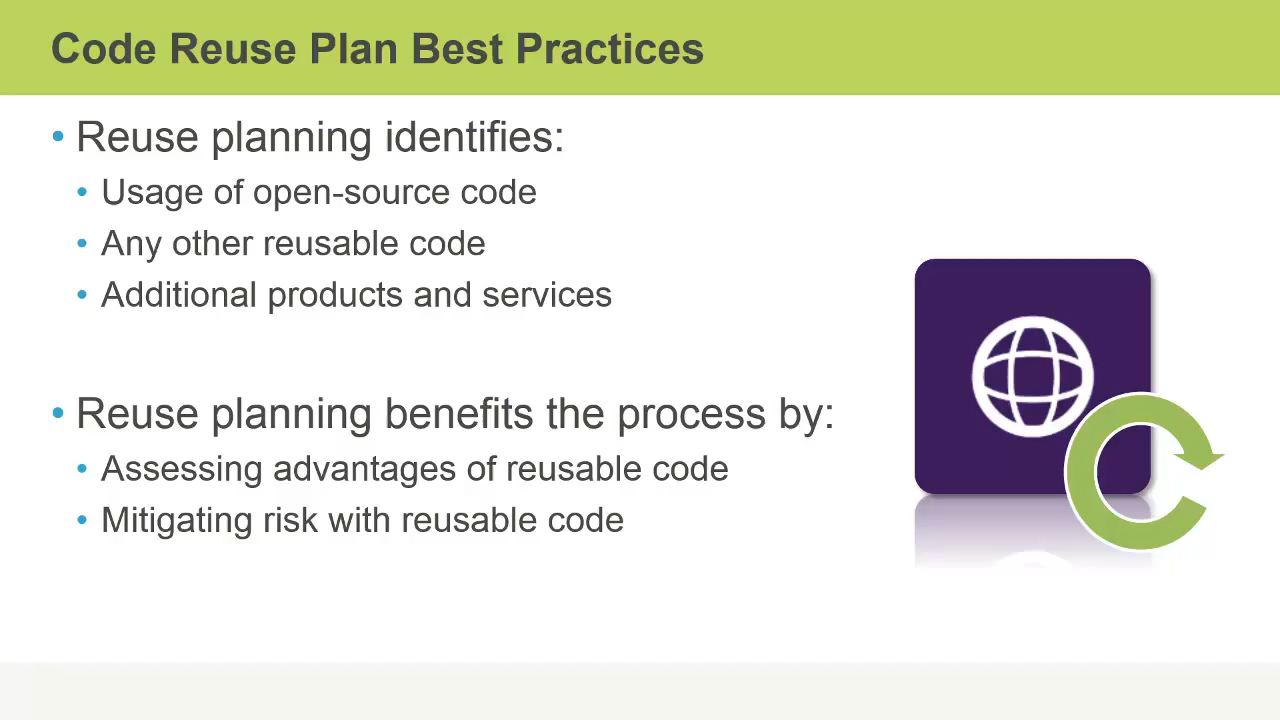 Code Reuse Plan Best Practices
• Reuse planning identifies:
• Usage of open-source code
• Any other reusable code
• Additional products and services
• Reuse planning benefits the process by:
• Assessing advantages of reusable code
• Mitigating risk with reusable code